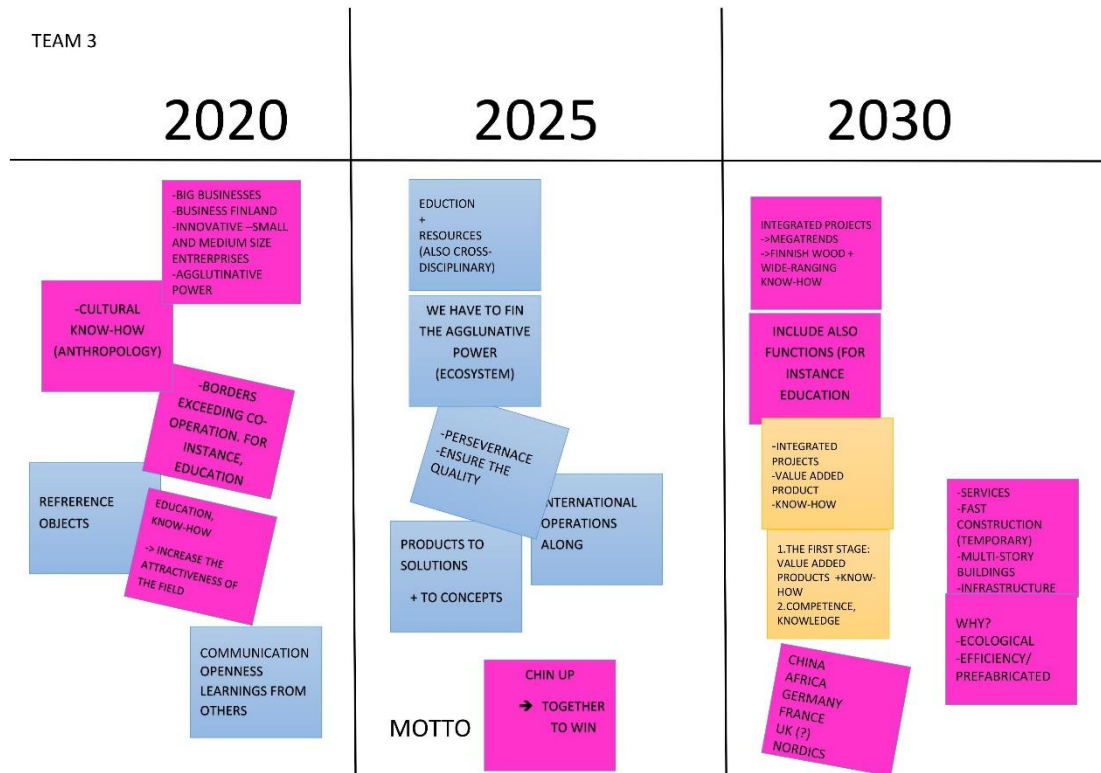 TEAM 3
2020
2025
2030
-BIG BUSINESSES
-BUSINESS FINLAND
-INNOVATIVE –SMALL
AND MEDIUM SIZE
ENTRERPRISES
-AGGLUTINATIVE
POWER
-CULTURAL
KNOW-HOW
(ANTHROPOLOGY)
-BORDERS
EXCEEDING CO-
OPERATION. FOR
INSTANCE,
EDUCATION
REFRERENCE
OBJECTS
EDUCATION,
KNOW-HOW
-> INCREASE THE
ATTRACTIVENESS OF
THE FIELD
COMMUNICATION
OPENNESS
LEARNINGS FROM
OTHERS
EDUCTION
+
RESOURCES
(ALSO CROSS-
DISCIPLINARY)
WE HAVE TO FIN
THE AGGLUNATIVE
POWER
(ECOSYSTEM)
-PERSEVERNACE
-ENSURE THE
QUALITY
INTERNATIONAL
OPERATIONS
ALONG
PRODUCTS TO
SOLUTIONS
+ TO CONCEPTS
MOTTO
CHIN UP
➔ TOGETHER
TO WIN
INTEGRATED PROJECTS
->MEGATRENDS
->FINNISH WOOD +
WIDE-RANGING
KNOW-HOW
INCLUDE ALSO
FUNCTIONS (FOR
INSTANCE
EDUCATION
-INTEGRATED
PROJECTS
-VALUE ADDED
PRODUCT
-KNOW-HOW
1.THE FIRST STAGE:
VALUE ADDED
PRODUCTS +KNOW-
HOW
2.COMPETENCE,
KNOWLEDGE
CHINA
AFRICA
GERMANY
FRANCE
UK (?)
NORDICS
-SERVICES
-FAST
CONSTRUCTION
(TEMPORARY)
-MULTI-STORY
BUILDINGS
-INFRASTRUCTURE
WHY?
-ECOLOGICAL
-EFFICIENCY/
PREFABRICATED